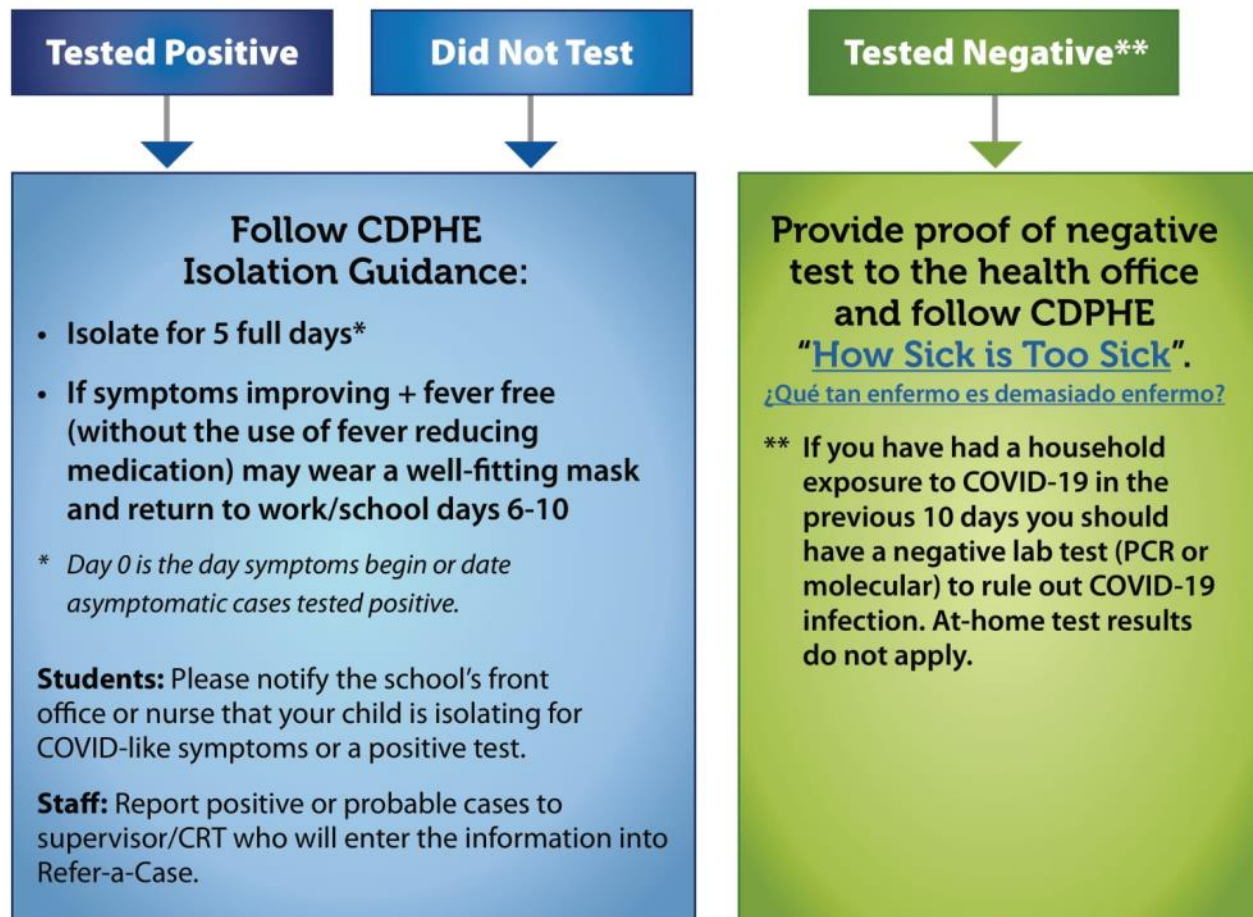 Tested Positive
Did Not Test
Tested Negative**
Follow CDPHE
Isolation Guidance:
• Isolate for 5 full days*
• If symptoms improving + fever free
(without the use of fever reducing
medication) may wear a well-fitting mask
and return to work/school days 6-10
* Day 0 is the day symptoms begin or date
asymptomatic cases tested positive.
Students: Please notify the school’s front
office or nurse that your child is isolating for
COVID-like symptoms or a positive test.
Staff: Report positive or probable cases to
supervisor/CRT who will enter the information into
Refer-a-Case.
Provide proof of negative
test to the health office
and follow CDPHE
“How Sick is Too Sick”.
¿Qué tan enfermo es demasiado enfermo?
** If you have had a household
exposure to COVID-19 in the
previous 10 days you should
have a negative lab test (PCR or
molecular) to rule out COVID-19
infection. At-home test results
do not apply.